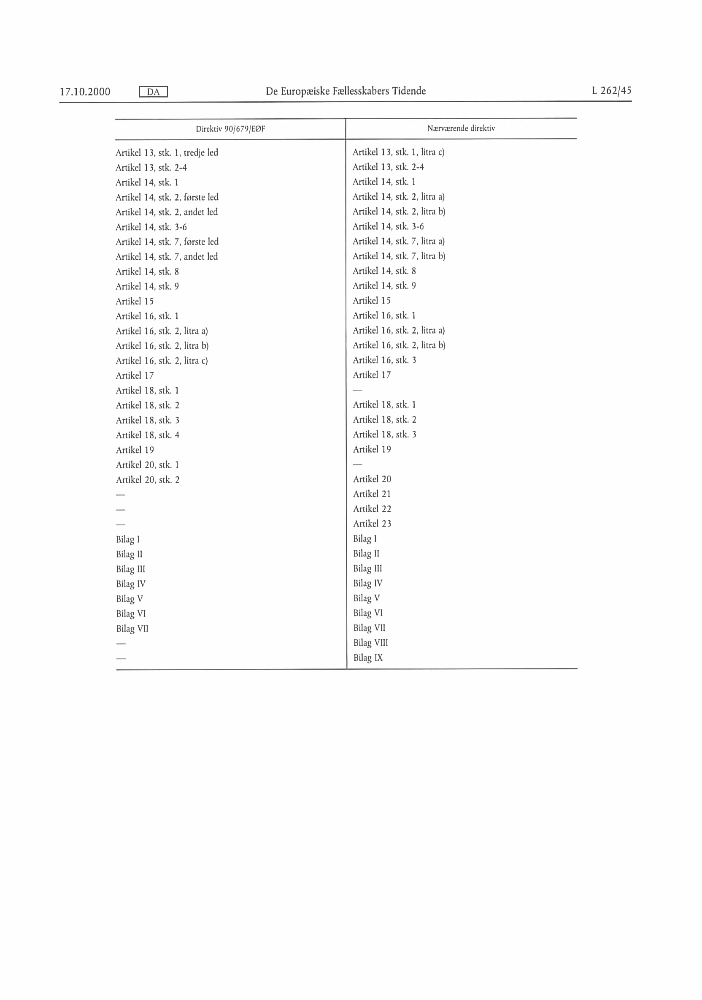 17.10.2000 DA De Europæiske Fællesskabers Tidende L 262/45
Direktiv 90/679/EØF Nærværende direktiv
Artikel 13, stk. 1, tredje led Artikel 13, stk. 1, litra c)
Artikel 13, stk. 2-4 Artikel 13, stk. 2-4
Artikel 14, stk. 1 Artikel 14, stk. 1
Artikel 14, stk. 2, første led Artikel 14, stk. 2, litra a)
Artikel 14, stk. 2, andet led Artikel 14, stk. 2, litra b)
Artikel 14, stk. 3-6 Artikel 14, stk. 3-6
Artikel 14, stk. 7, første led Artikel 14, stk. 7, litra a)
Artikel 14, stk. 7, andet led Artikel 14, stk. 7, litra b)
Artikel 14, stk. 8 Artikel 14, stk. 8
Artikel 14, stk. 9 Artikel 14, stk. 9
Artikel 15 Artikel 15
Artikel 16, stk. 1 Artikel 16, stk. 1
Artikel 16, stk. 2, litra a) Artikel 16, stk. 2, litra a)
Artikel 16, stk. 2, litra b) Artikel 16, stk. 2, litra b)
Artikel 16, stk. 2, litra c) Artikel 16, stk. 3
Artikel 17 Artikel 17
Artikel 18, stk. 1 —
Artikel 18, stk. 2 Artikel 18, stk. 1
Artikel 18, stk. 3 Artikel 18, stk. 2
Artikel 18, stk. 4 Artikel 18, stk. 3
Artikel 19 Artikel 19
Artikel 20, stk. 1 —
Artikel 20, stk. 2 Artikel 20
— Artikel 21
— Artikel 22
— Artikel 23
Bilag I Bilag I
Bilag II Bilag II
Bilag III Bilag III
Bilag IV Bilag IV
Bilag V Bilag V
Bilag VI Bilag VI
Bilag VII Bilag VII
— Bilag VIII
— Bilag IX